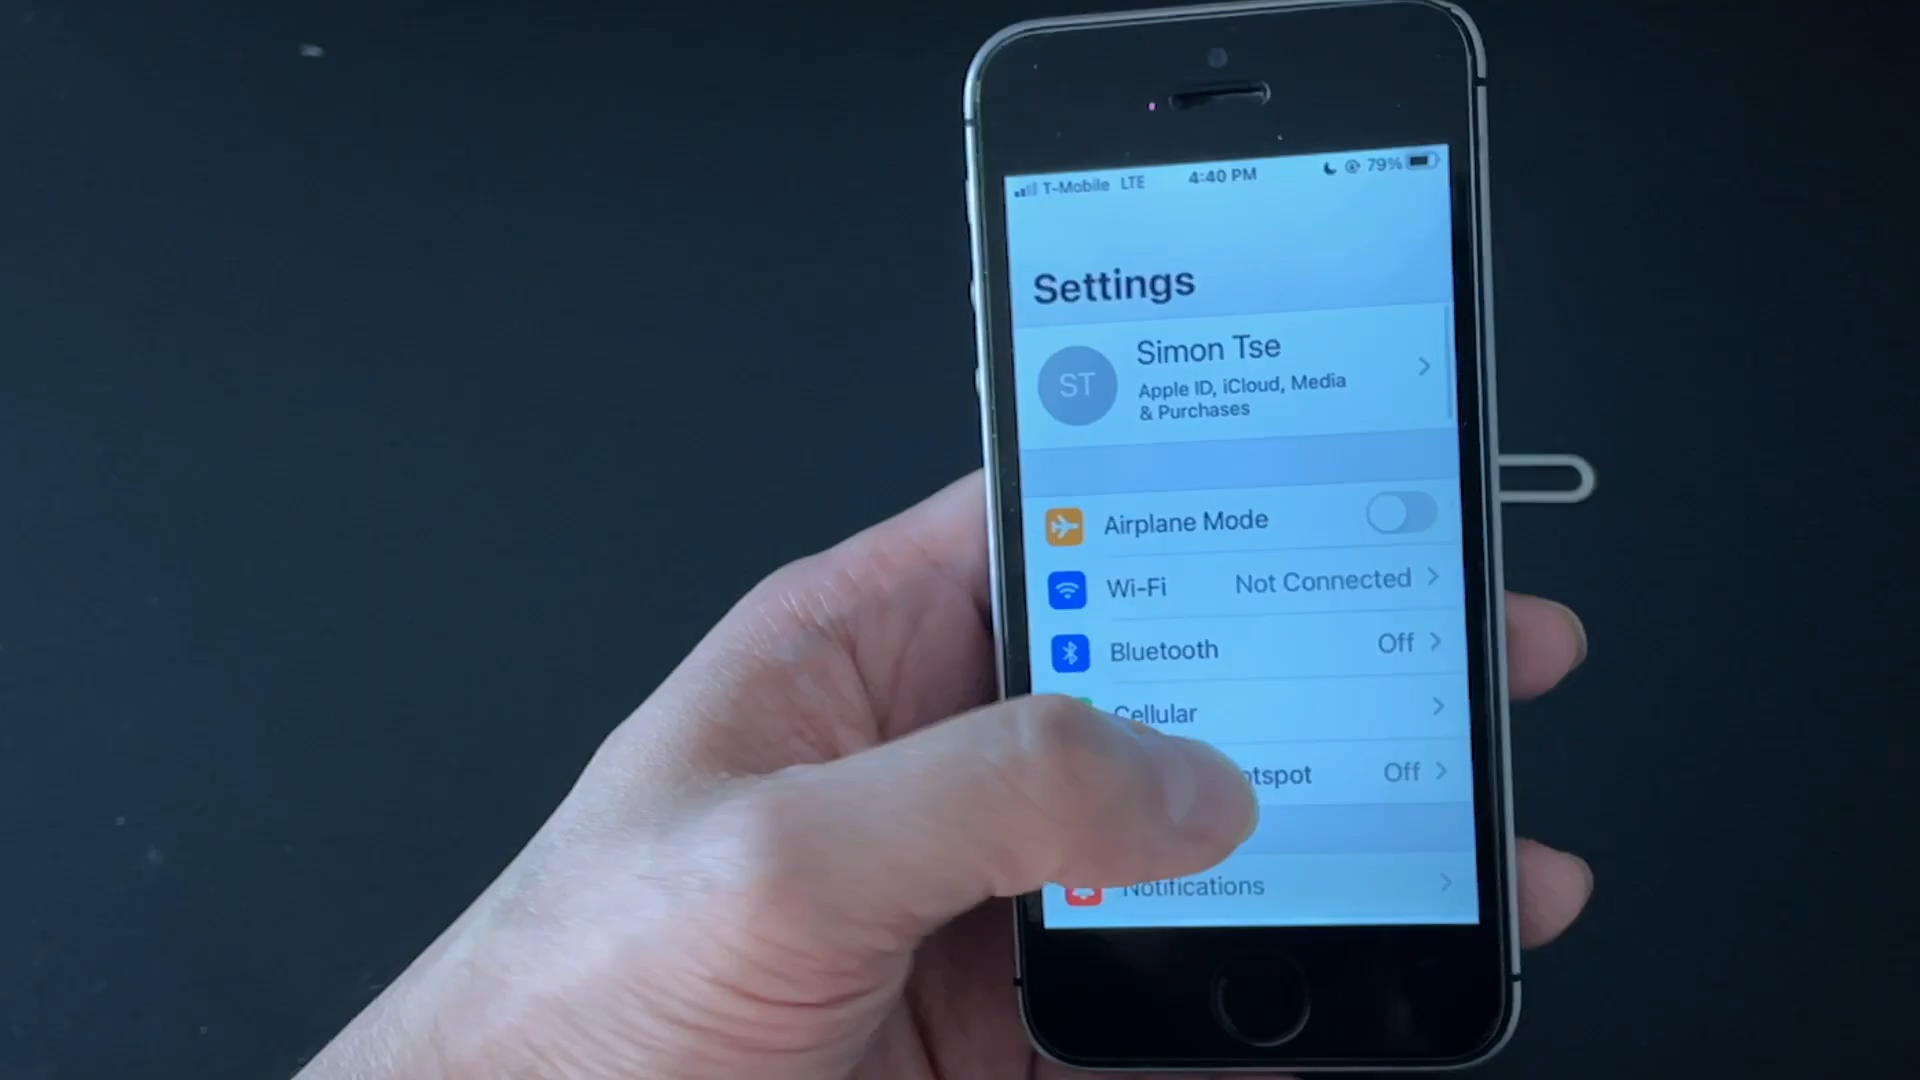 T-Mobile LTE 4:40 PM 79%
Settings
ST
Simon Tse
Apple ID, iCloud, Media
& Purchases
Airplane Mode
Wi-Fi Not Connected
Bluetooth Off
Cellular
otspot Off
Notifications